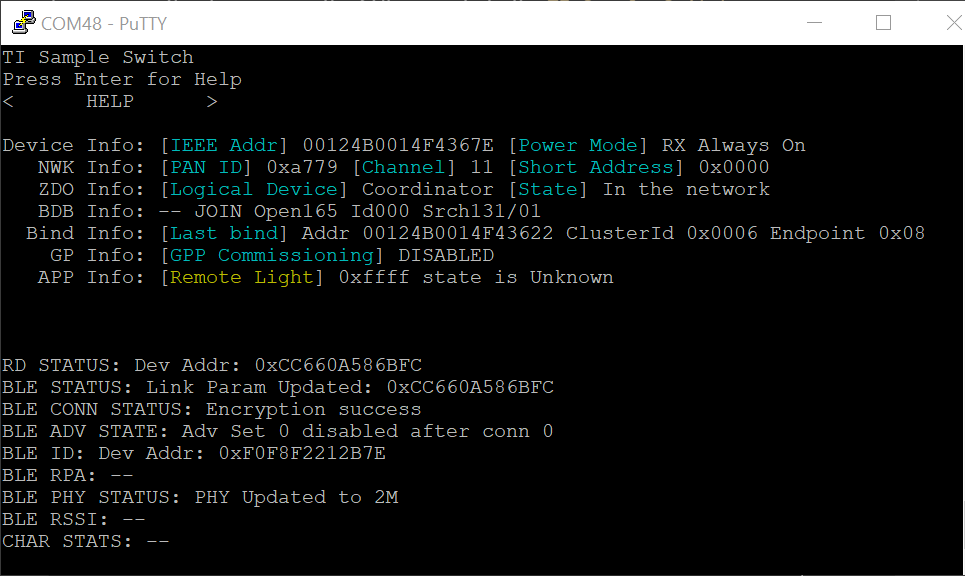 COM48 - PuTTY
TI Sample Switch
Press Enter for Help
<      HELP      >
Device Info: [IEEE Addr] 00124B0014F4367E [Power Mode] RX Always On
NWK Info: [PAN ID] 0xa779 [Channel] 11 [Short Address] 0x0000
ZDO Info: [Logical Device] Coordinator [State] In the network
BDB Info: -- JOIN Open165 Id000 Srch131/01
Bind Info: [Last bind] Addr 00124B0014F43622 ClusterId 0x0006 Endpoint 0x08
GP Info: [GPP Commissioning] DISABLED
APP Info: [Remote Light] 0xffff state is Unknown
RD STATUS: Dev Addr: 0xCC660A586BFC
BLE STATUS: Link Param Updated: 0xCC660A586BFC
BLE CONN STATUS: Encryption success
BLE ADV STATE: Adv Set 0 disabled after conn 0
BLE ID: Dev Addr: 0xF0F8F2212B7E
BLE RPA: --
BLE PHY STATUS: PHY Updated to 2M
BLE RSSI: --
CHAR STATS: --